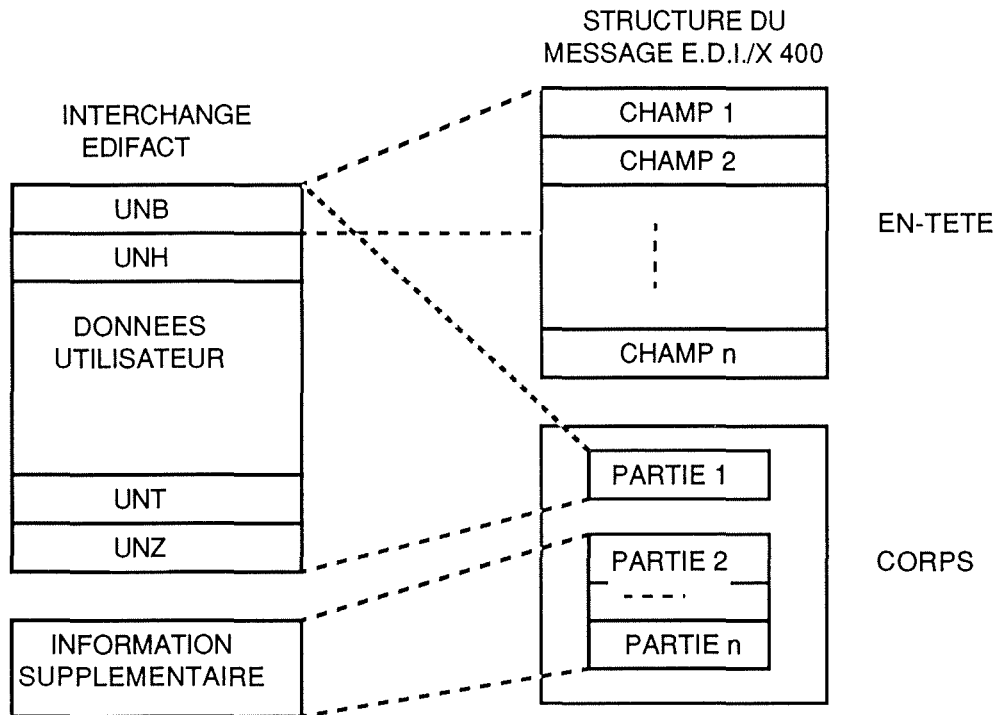 STRUCTURE DU
MESSAGE E.D.I./X 400
INTERCHANGE
EDIFACT
UNB
UNH
DONNEES
UTILISATEUR
UNT
UNZ
INFORMATION
SUPPLEMENTAIRE
CHAMP 1
CHAMP 2
CHAMP n
EN-TETE
PARTIE 1
PARTIE 2
PARTIE n
CORPS